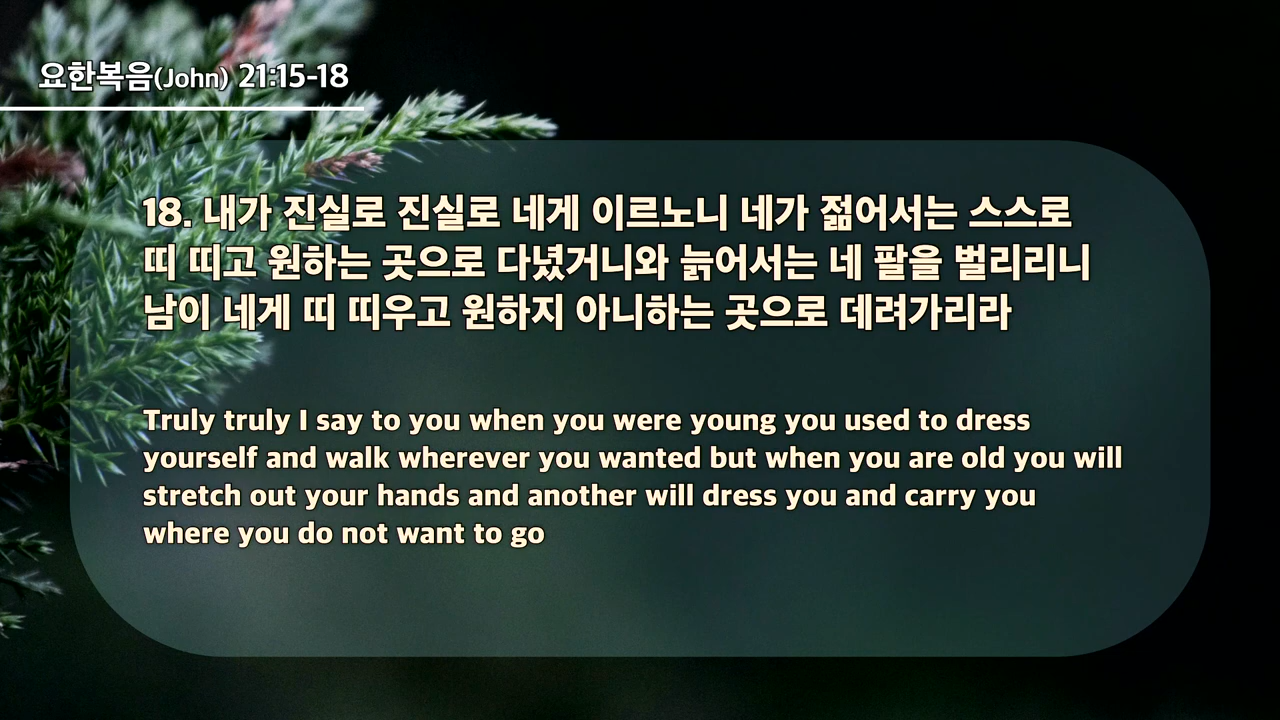 요한복음(John) 21:15-18
18. 내가 진실로 진실로 네게 이르노니 네가 젊어서는 스스로
띠 띠고 원하는 곳으로 다녔거니와 늙어서는 네 팔을 벌리리니
남이 네게 띠 띠우고 원하지 아니하는 곳으로 데려가리라
Truly truly I say to you when you were young you used to dress
yourself and walk wherever you wanted but when you are old you will
stretch out your hands and another will dress you and carry you
where you do not want to go